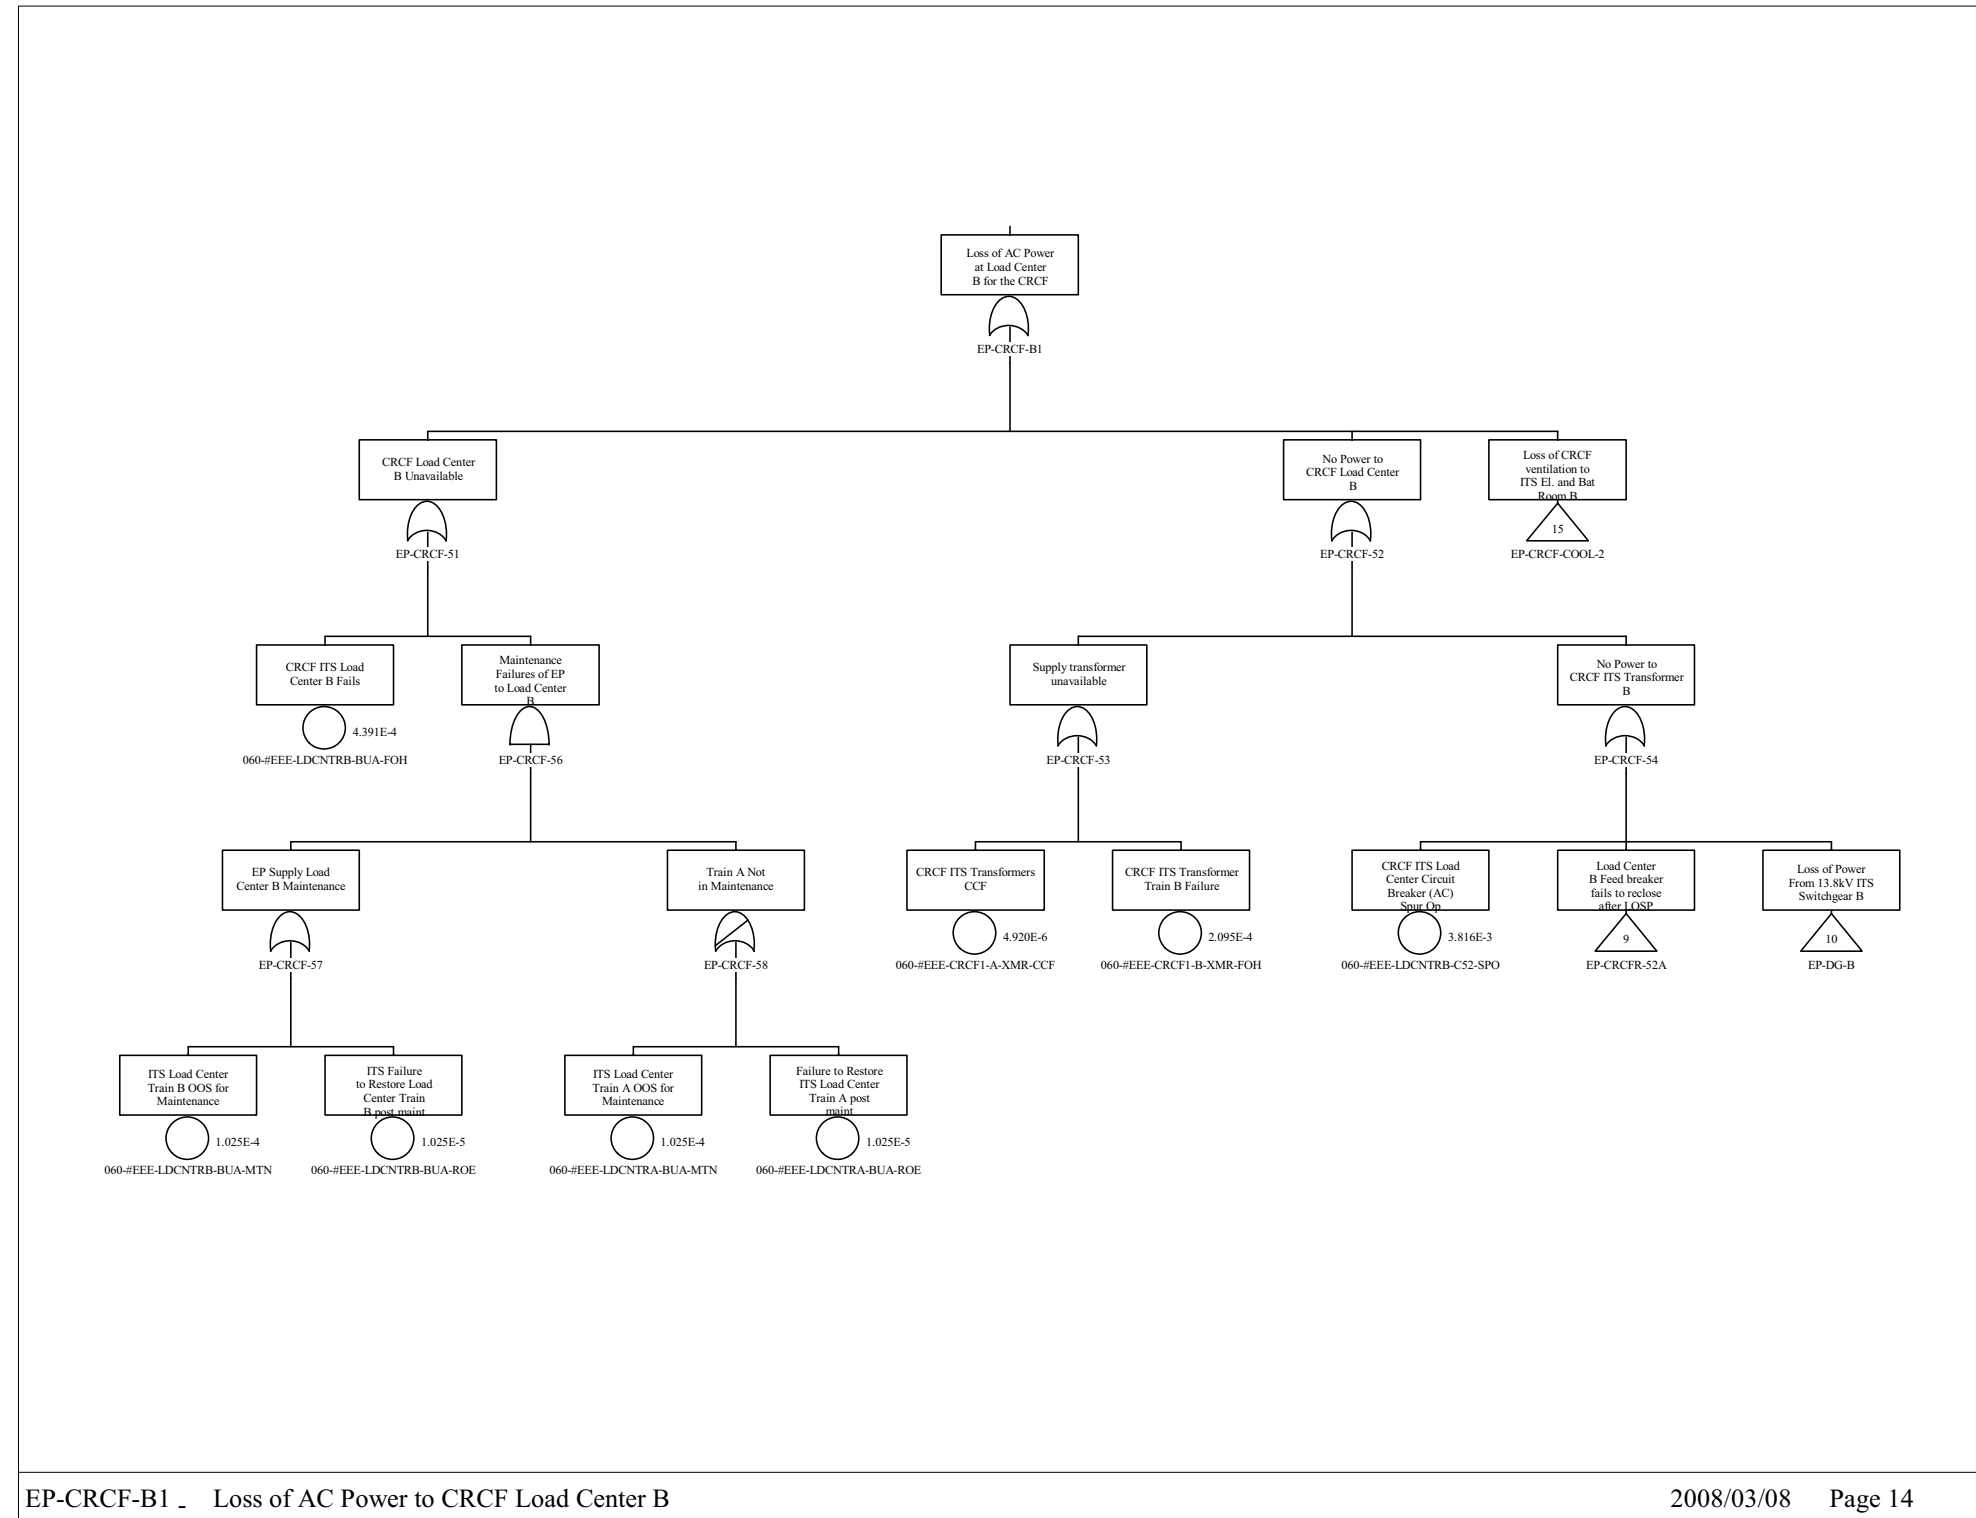 Loss of AC Power
at Load Center
B for the CRCF
EP-CRCF-B1
CRCF Load Center
B Unavailable
EP-CRCF-51
No Power to
CRCF Load Center
B
EP-CRCF-52
Loss of CRCF
ventilation to
ITS El. and Bat
Room B
15
EP-CRCF-COOL-2
CRCF ITS Load
Center B Fails
4.391E-4
060-#EEE-LDCNTRB-BUA-FOH
Maintenance
Failures of EP
to Load Center
B
EP-CRCF-56
Supply transformer
unavailable
EP-CRCF-53
No Power to
CRCF ITS Transformer
B
EP-CRCF-54
EP Supply Load
Center B Maintenance
EP-CRCF-57
Train A Not
in Maintenance
EP-CRCF-58
CRCF ITS Transformers
CCF
4.920E-6
060-#EEE-CRCF1-A-XMR-CCF
CRCF ITS Transformer
Train B Failure
2.095E-4
060-#EEE-CRCF1-B-XMR-FOH
CRCF ITS Load
Center Circuit
Breaker (AC)
Spur Op
3.816E-3
060-#EEE-LDCNTRB-C52-SPO
Load Center
B Feed breaker
fails to reclose
after LOSP
9
EP-CRCFR-52A
Loss of Power
From 13.8kV ITS
Switchgear B
10
EP-DG-B
ITS Load Center
Train B OOS for
Maintenance
1.025E-4
060-#EEE-LDCNTRB-BUA-MTN
ITS Failure
to Restore Load
Center Train
B post maint
1.025E-5
060-#EEE-LDCNTRB-BUA-ROE
ITS Load Center
Train A OOS for
Maintenance
1.025E-4
060-#EEE-LDCNTRA-BUA-MTN
Failure to Restore
ITS Load Center
Train A post
maint
1.025E-5
060-#EEE-LDCNTRA-BUA-ROE
EP-CRCF-B1 - Loss of AC Power to CRCF Load Center B
2008/03/08 Page 14